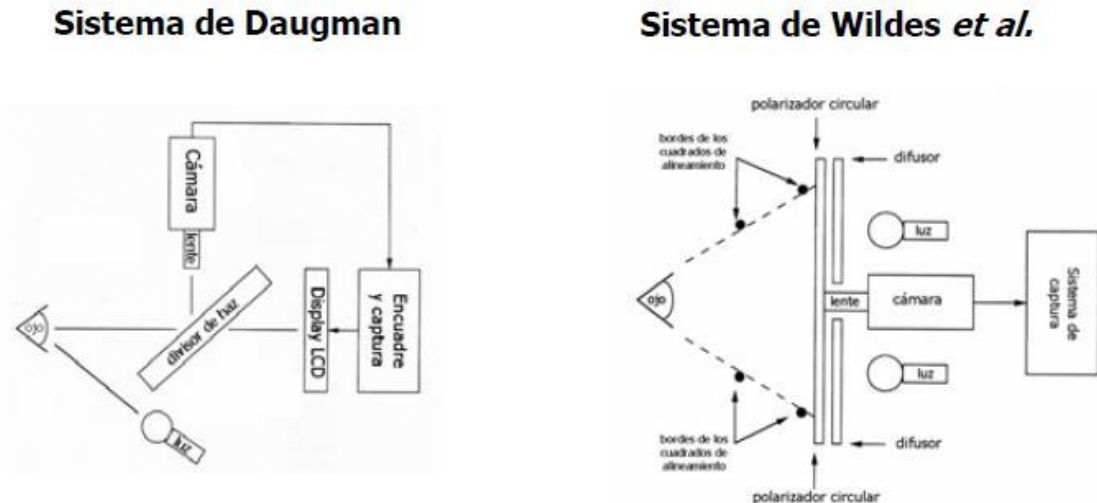 Sistema de Daugman
Cámara
lente
ojo
divisor de haz
Display LCD
Encuadre
y captura
luz
Sistema de Wildes et al.
polarizador circular
bordes de los
cuadrados de
alineamiento
difusor
luz
ojo
lente
cámara
Sistema de
captura
luz
bordes de los
cuadrados de
alineamiento
difusor
polarizador circular